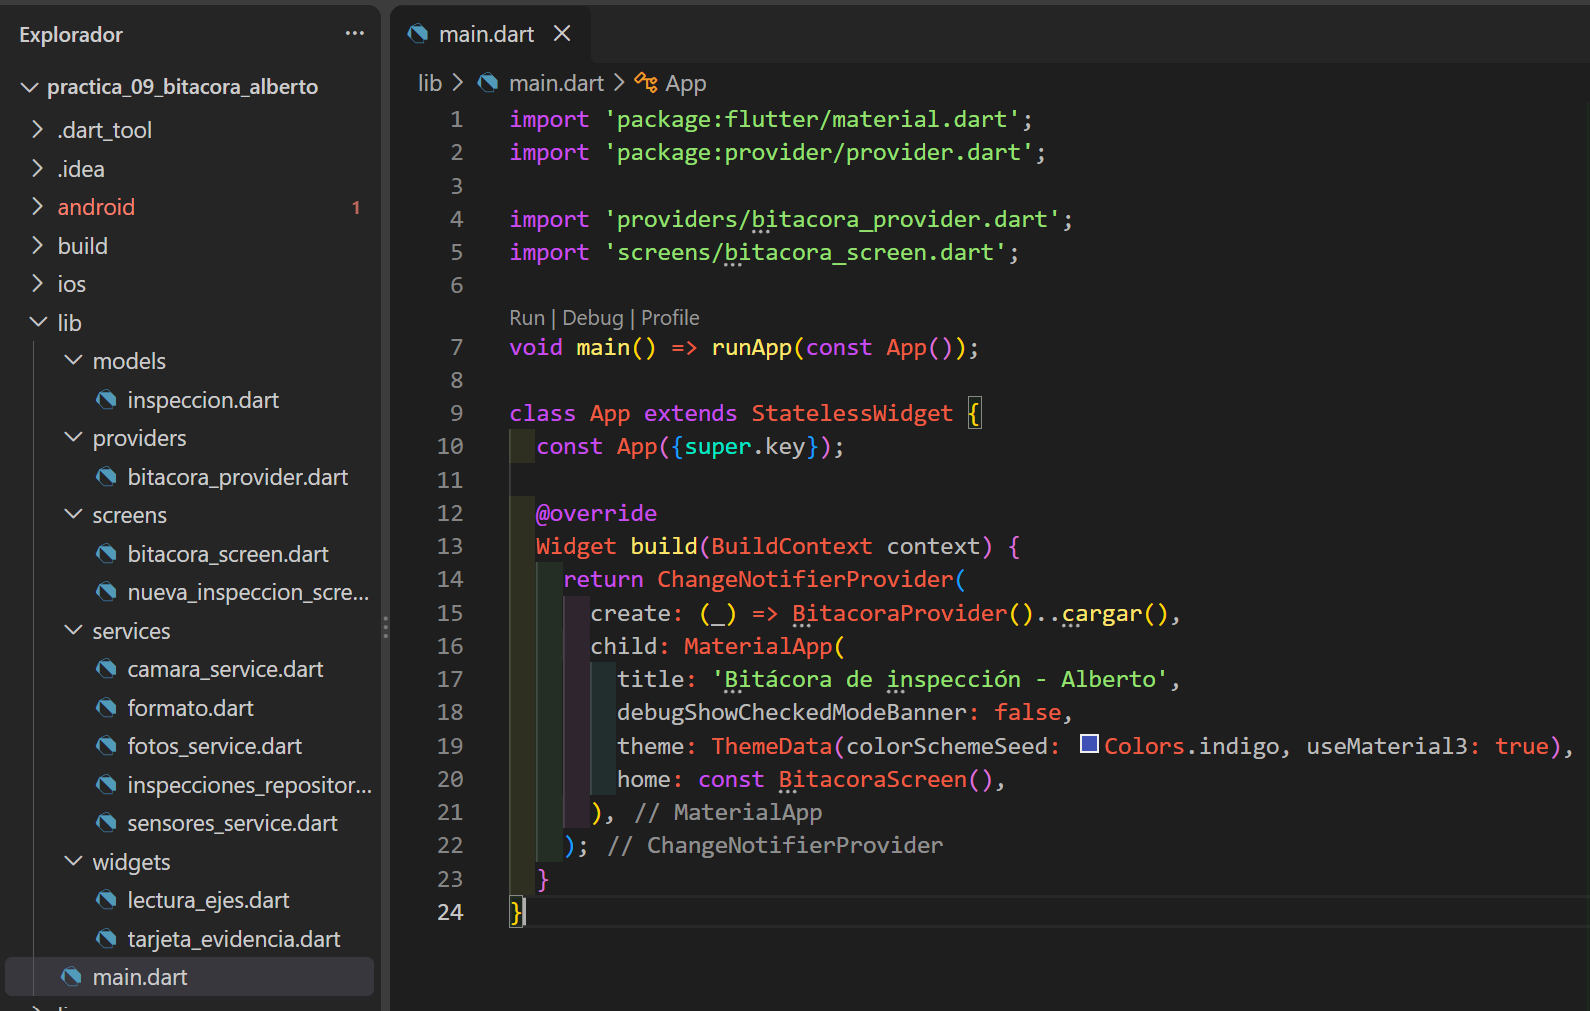 Explorador ···
practica_09_bitacora_alberto
.dart_tool
.idea
android 1
build
ios
lib
models
inspeccion.dart
providers
bitacora_provider.dart
screens
bitacora_screen.dart
nueva_inspeccion_scre...
services
camara_service.dart
formato.dart
fotos_service.dart
inspecciones_repositor...
sensores_service.dart
widgets
lectura_ejes.dart
tarjeta_evidencia.dart
main.dart
main.dart
lib > main.dart > App
1 import 'package:flutter/material.dart';
2 import 'package:provider/provider.dart';
3
4 import 'providers/bitacora_provider.dart';
5 import 'screens/bitacora_screen.dart';
6
Run | Debug | Profile
7 void main() => runApp(const App());
8
9 class App extends StatelessWidget {
10 const App({super.key});
11
12 @override
13 Widget build(BuildContext context) {
14 return ChangeNotifierProvider(
15 create: (_) => BitacoraProvider()..cargar(),
16 child: MaterialApp(
17 title: 'Bitácora de inspección - Alberto',
18 debugShowCheckedModeBanner: false,
19 theme: ThemeData(colorSchemeSeed: Colors.indigo, useMaterial3: true),
20 home: const BitacoraScreen(),
21 ), // MaterialApp
22 ); // ChangeNotifierProvider
23 }
24 }